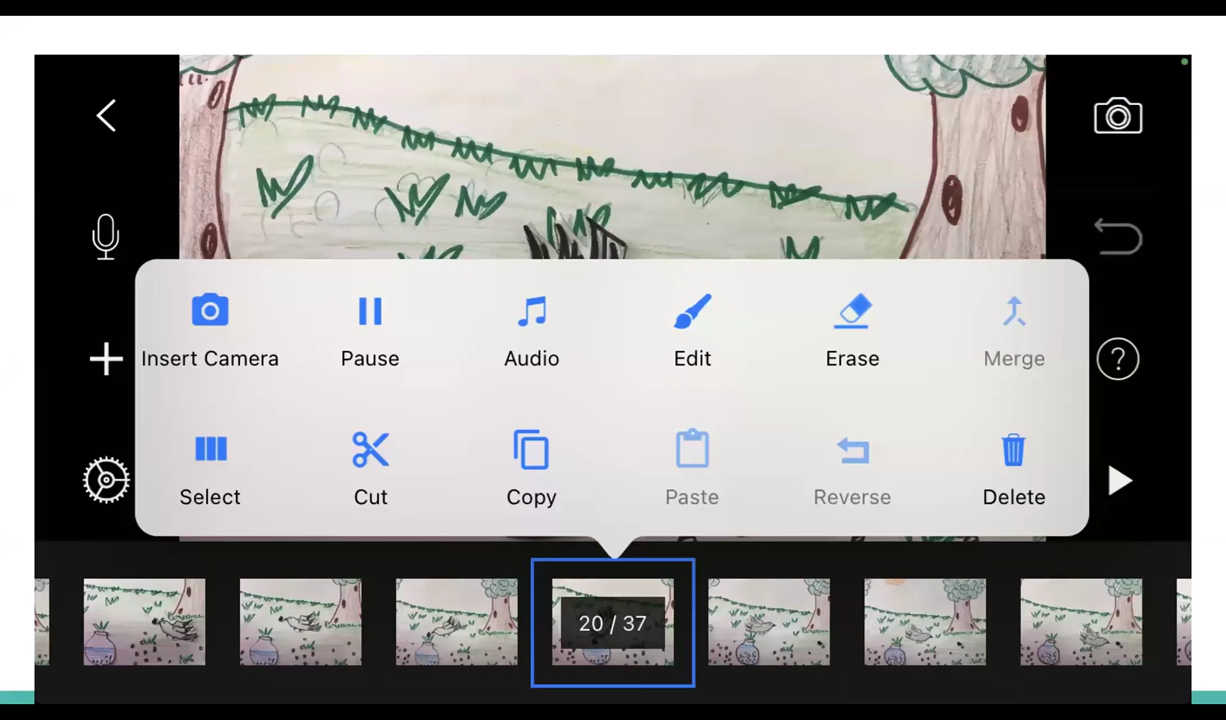 Insert Camera Pause Audio Edit Erase Merge
?
Select Cut Copy Paste Reverse Delete
20 / 37